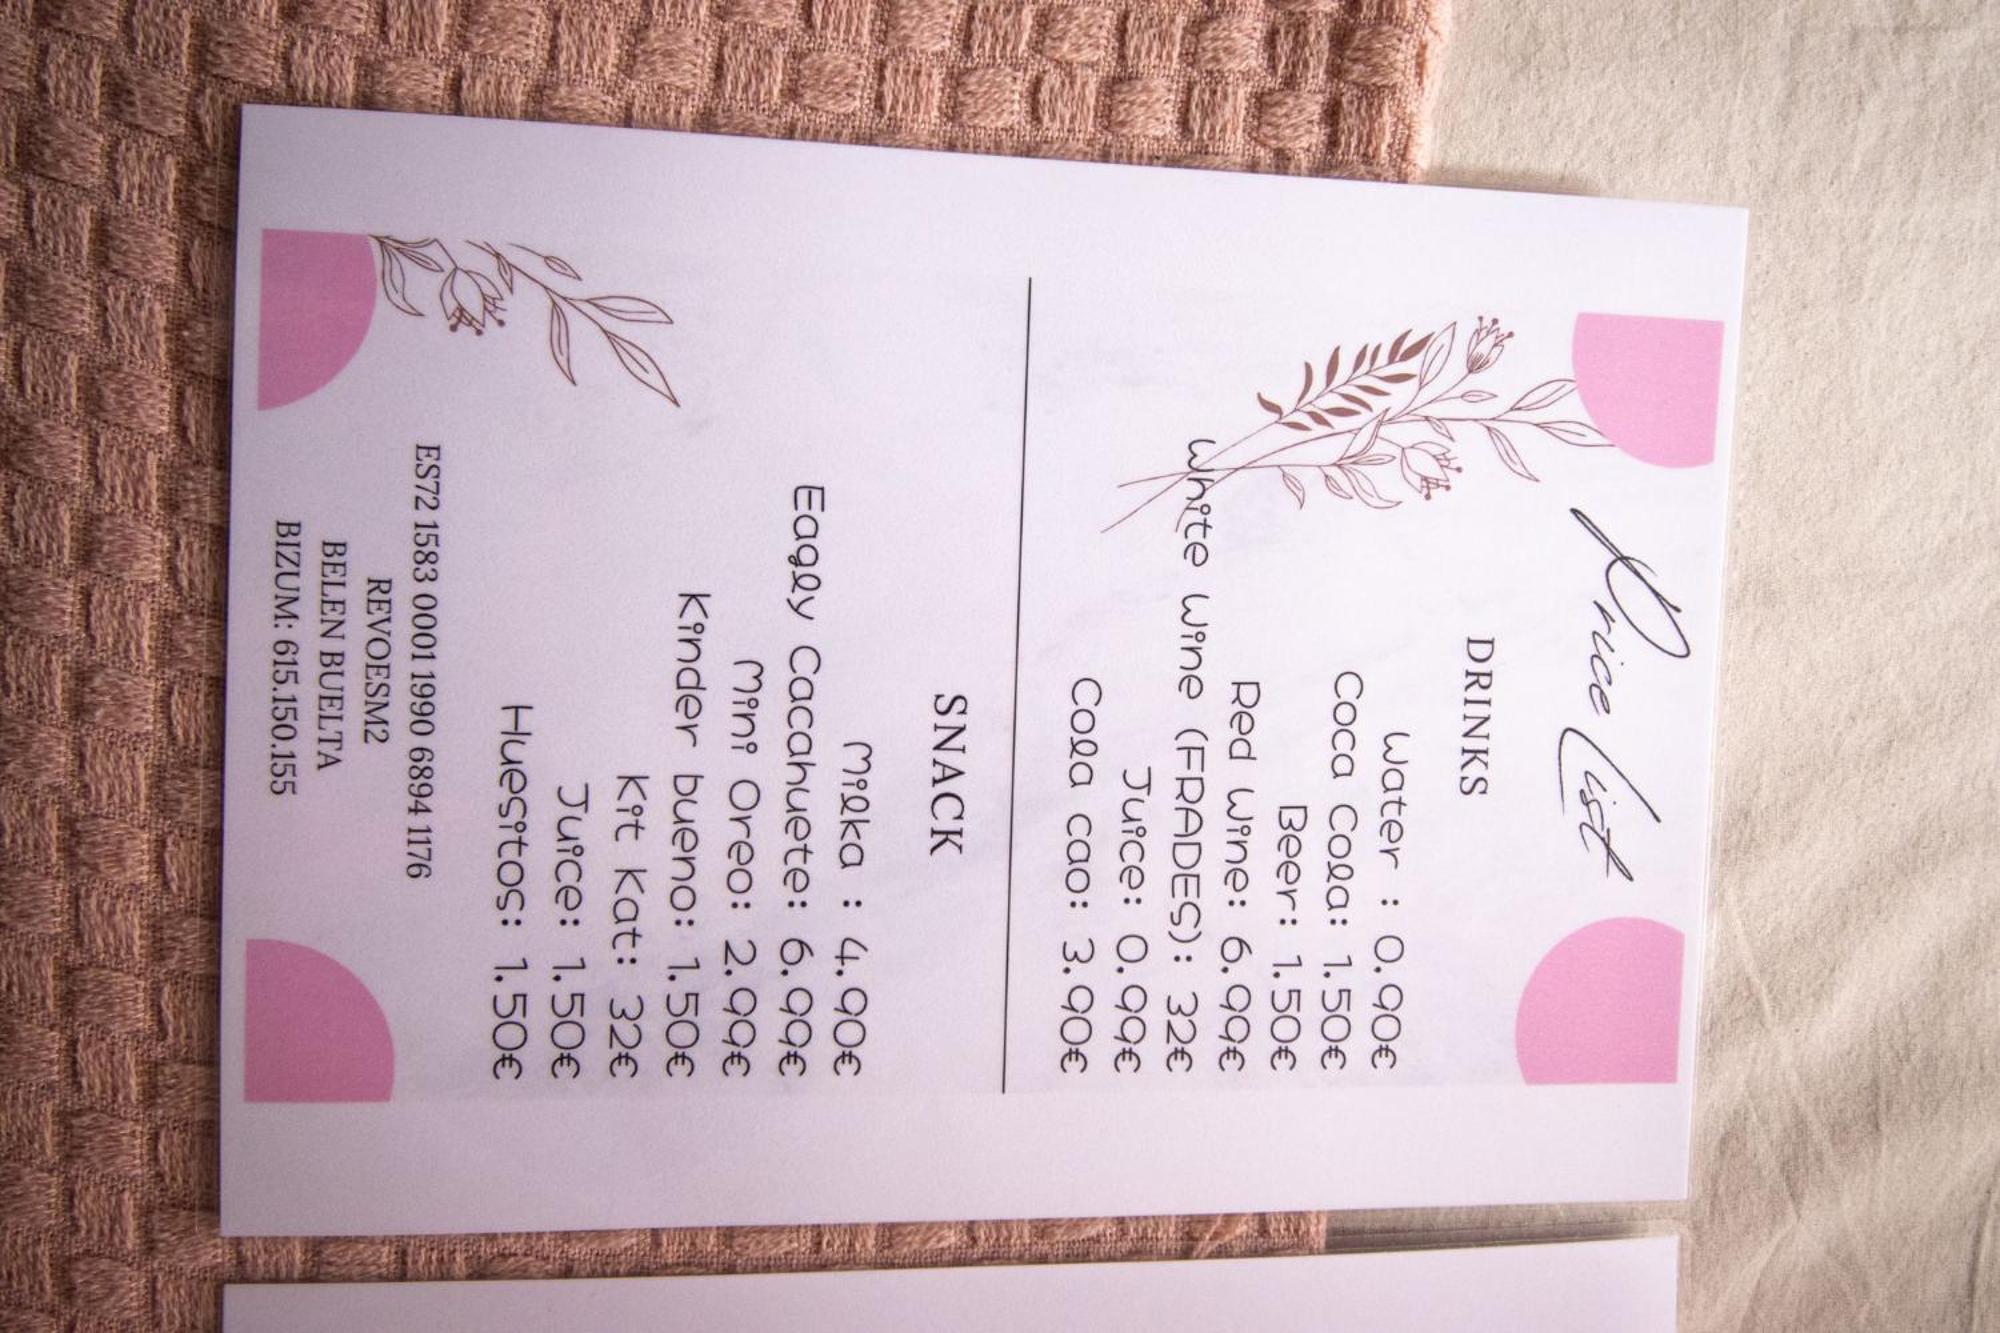 Price List
DRINKS
Water : 0.90€
Coca Cola: 1.50€
Beer: 1.50€
Red Wine: 6.99€
White Wine (FRADES): 32€
Juice: 0.99€
Cola cao: 3.90€
SNACK
Milka : 4.90€
Eagly Cacahuete: 6.99€
Mini Oreo: 2.99€
Kinder bueno: 1.50€
Kit Kat: 32€
Juice: 1.50€
Huesitos: 1.50€
ES72 1583 0001 1990 6894 1176
REVOESM2
BELEN BUELTA
BIZUM: 615.150.155